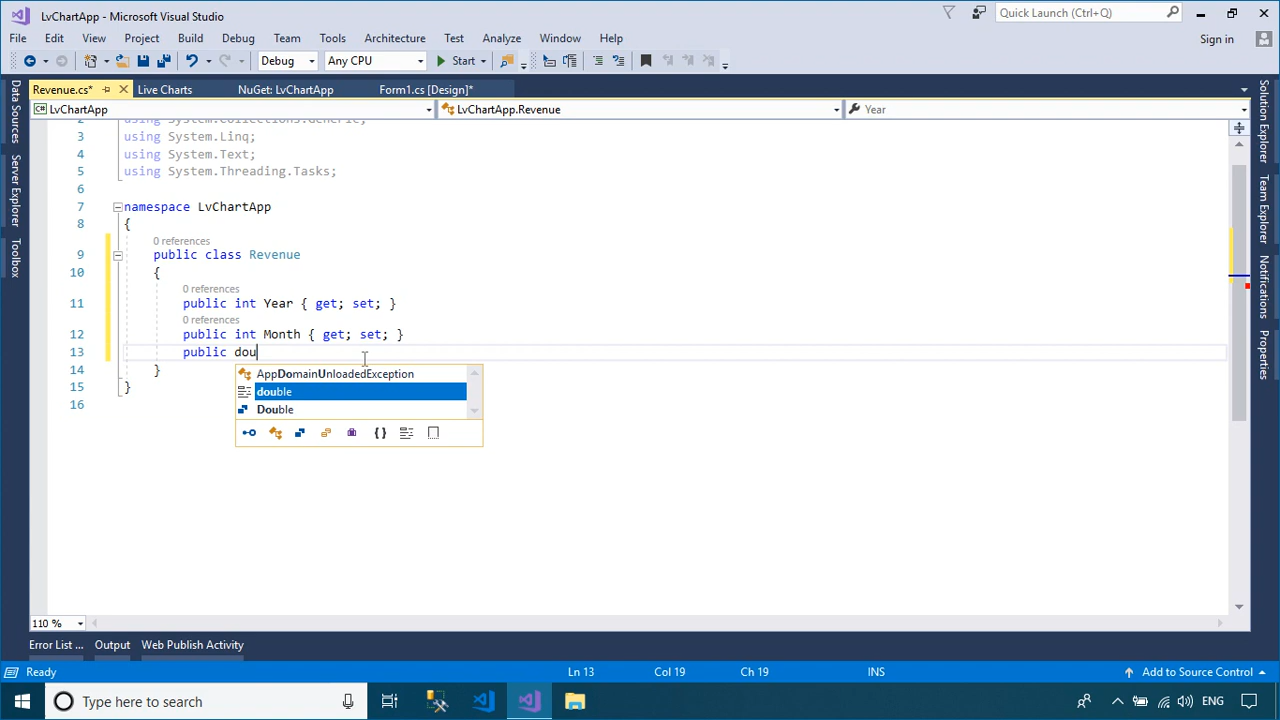 LvChartApp - Microsoft Visual Studio
Quick Launch (Ctrl+Q)
File Edit View Project Build Debug Team Tools Architecture Test Analyze Window Help
Sign in
Debug Any CPU Start
Revenue.cs* Live Charts NuGet: LvChartApp Form1.cs [Design]*
LvChartApp LvChartApp.Revenue Year
Data Sources
Server Explorer
Toolbox
Solution Explorer
Team Explorer
Notifications
Properties
2 using System.Collections.Generic;
3 using System.Linq;
4 using System.Text;
5 using System.Threading.Tasks;
6
7 namespace LvChartApp
8 {
0 references
9 public class Revenue
10 {
0 references
11 public int Year { get; set; }
0 references
12 public int Month { get; set; }
13 public dou
14 }
15 }
16
AppDomainUnloadedException
double
Double
110 %
Error List ... Output Web Publish Activity
Ready Ln 13 Col 19 Ch 19 INS Add to Source Control
Type here to search ENG